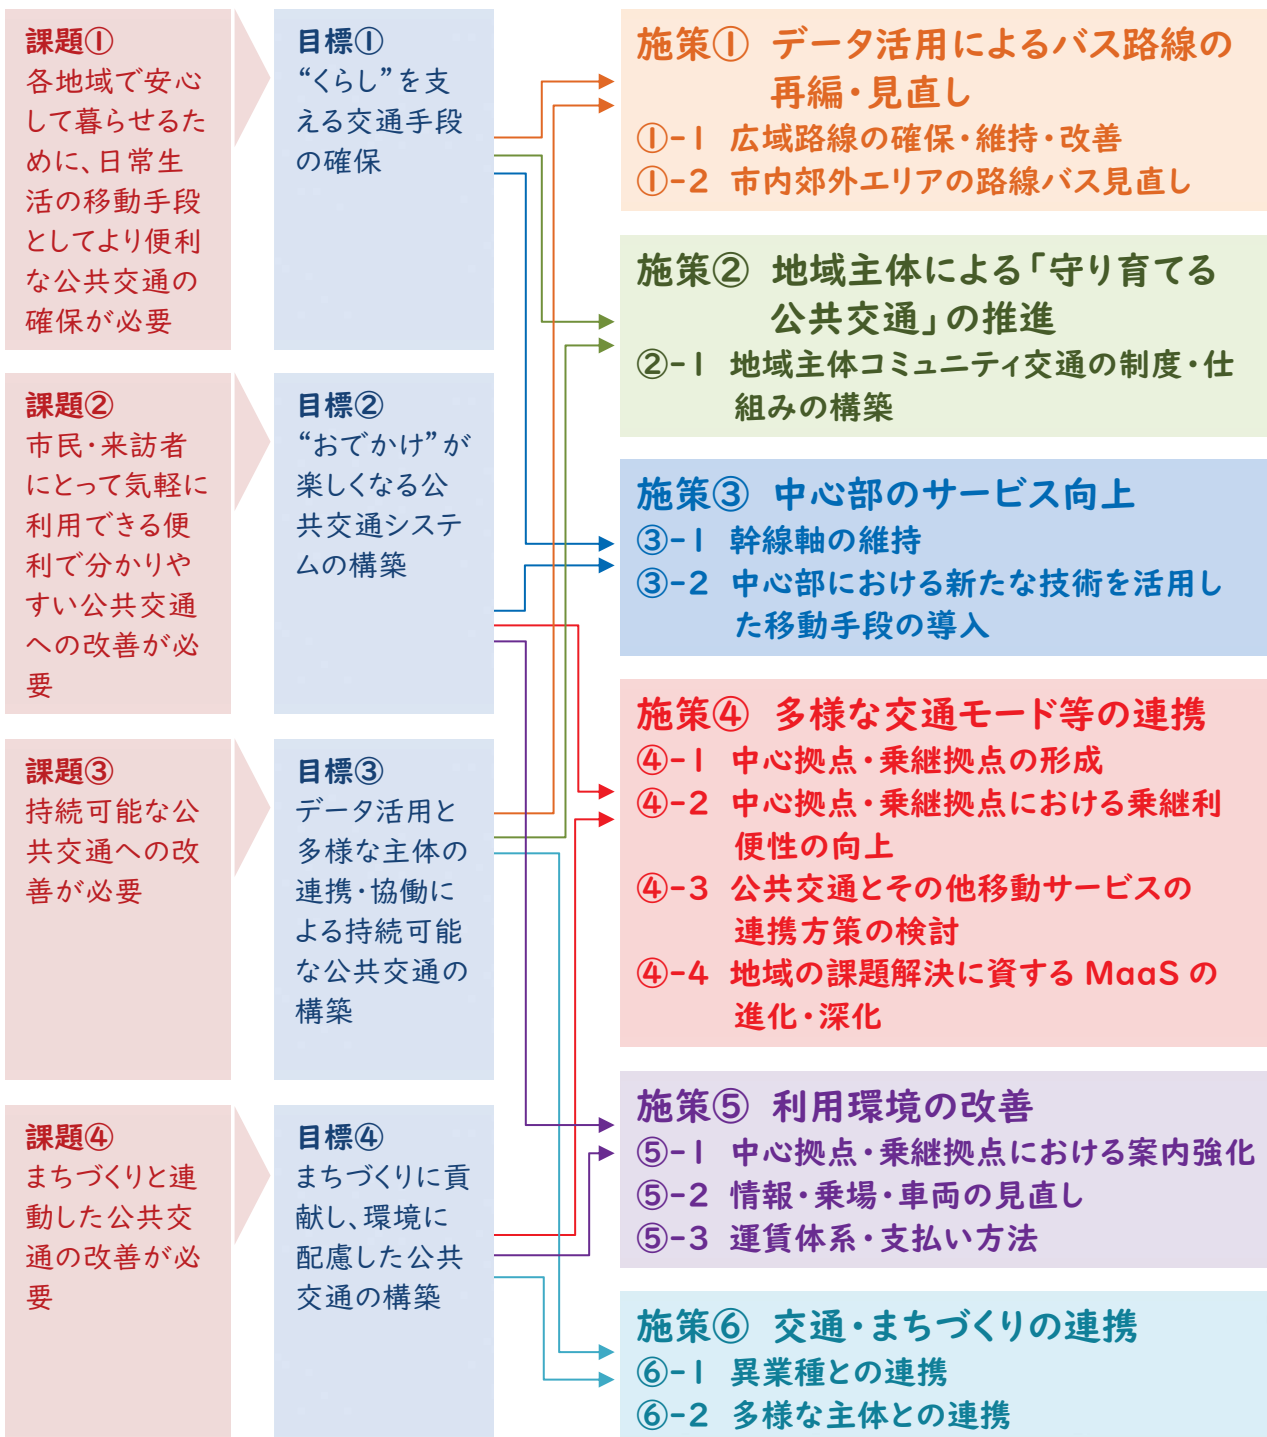 課題①
各地域で安心
して暮らせるた
めに、日常生
活の移動手段
としてより便利
な公共交通の
確保が必要
目標①
“くらし”を支
える交通手段
の確保
課題②
市民・来訪者
にとって気軽に
利用できる便
利で分かりや
すい公共交通
への改善が必
要
目標②
“おでかけ”が
楽しくなる公
共交通システ
ムの構築
課題③
持続可能な公
共交通への改
善が必要
目標③
データ活用と
多様な主体の
連携・協働に
よる持続可能
な公共交通の
構築
課題④
まちづくりと連
動した公共交
通の改善が必
要
目標④
まちづくりに貢
献し、環境に
配慮した公共
交通の構築
施策① データ活用によるバス路線の
再編・見直し
①-1 広域路線の確保・維持・改善
①-2 市内郊外エリアの路線バス見直し
施策② 地域主体による「守り育てる
公共交通」の推進
②-1 地域主体コミュニティ交通の制度・仕
組みの構築
施策③ 中心部のサービス向上
③-1 幹線軸の維持
③-2 中心部における新たな技術を活用し
た移動手段の導入
施策④ 多様な交通モード等の連携
④-1 中心拠点・乗継拠点の形成
④-2 中心拠点・乗継拠点における乗継利
便性の向上
④-3 公共交通とその他移動サービスの
連携方策の検討
④-4 地域の課題解決に資する MaaS の
進化・深化
施策⑤ 利用環境の改善
⑤-1 中心拠点・乗継拠点における案内強化
⑤-2 情報・乗場・車両の見直し
⑤-3 運賃体系・支払い方法
施策⑥ 交通・まちづくりの連携
⑥-1 異業種との連携
⑥-2 多様な主体との連携